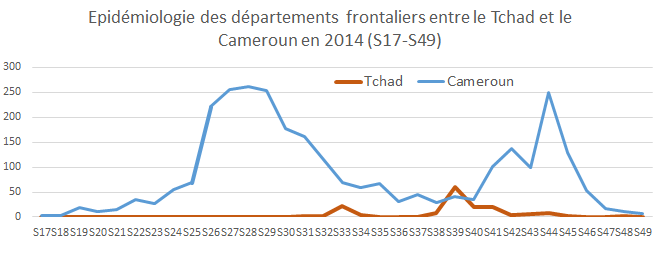 Epidémiologie des départements frontaliers entre le Tchad et le
Cameroun en 2014 (S17-S49)
300
Tchad Cameroun
250
200
150
100
50
0
S17S18S19S20S21S22S23S24S25S26S27S28S29S30S31S32S33S34S35S36S37S38S39S40S41S42S43S44S45S46S47S48S49